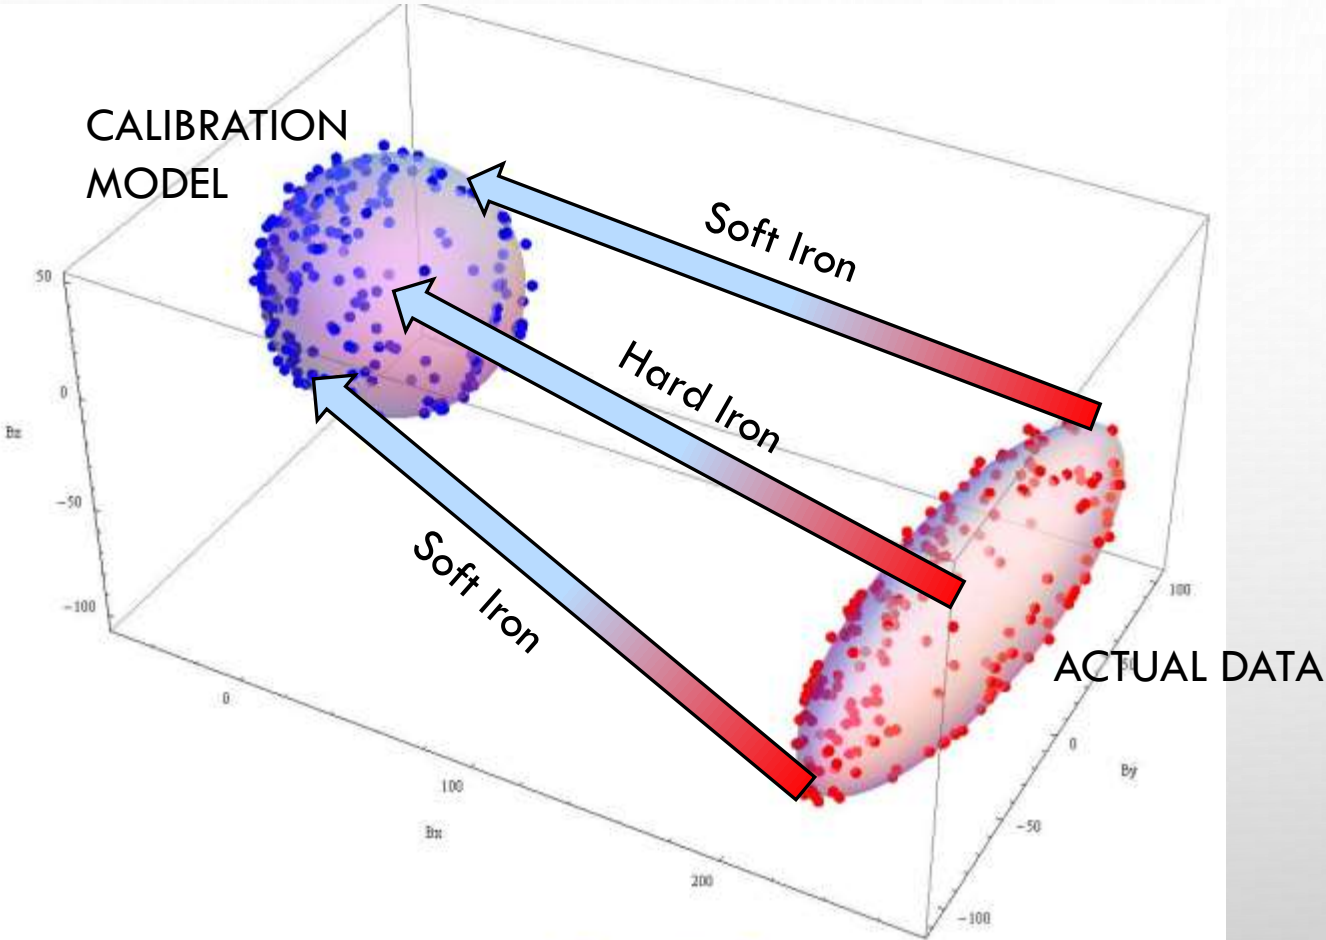 CALIBRATION
MODEL
Soft Iron
Hard Iron
Soft Iron
ACTUAL DATA
50
0
-50
-100
Bz
0
100
200
Bx
100
50
0
-50
-100
By